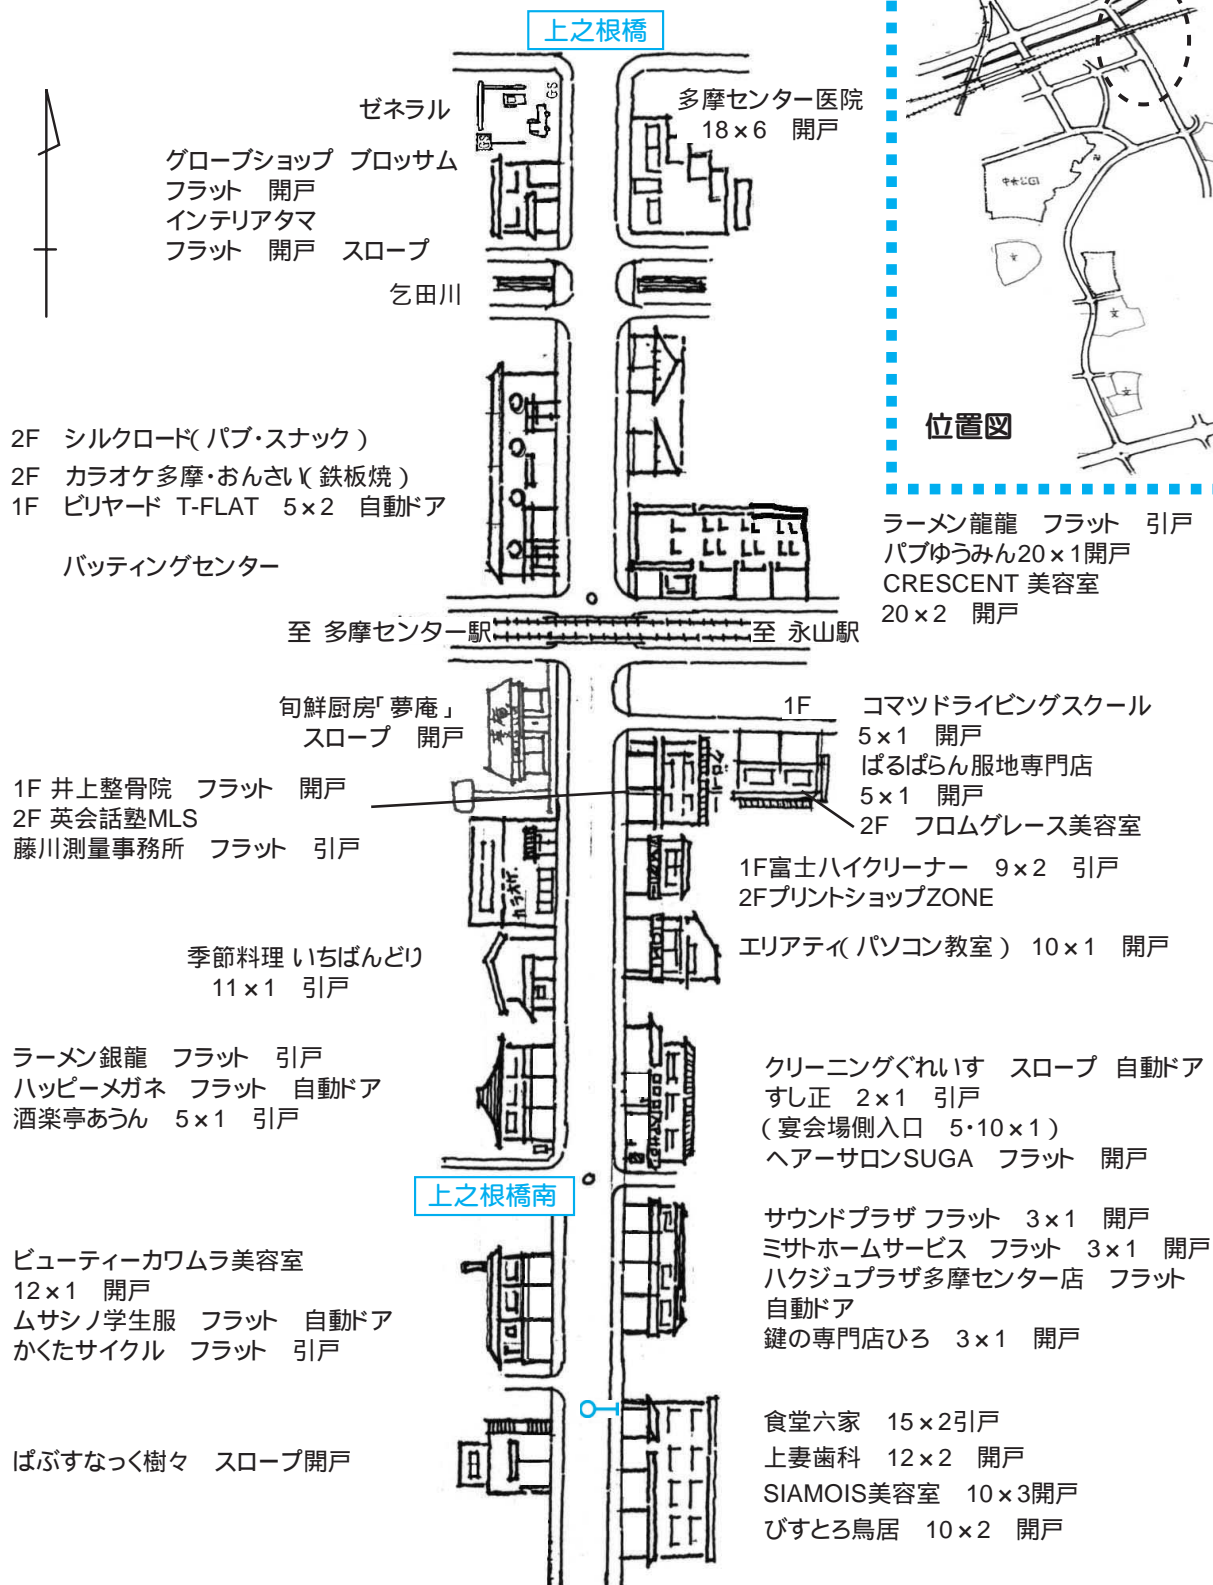 上之根橋
ゼネラル
GS
GS
多摩センター医院
18×6　開戸
グローブショップ ブロッサム
フラット　開戸
インテリアタマ
フラット　開戸　スロープ
乞田川
中央公園
文
文
文
位置図
2F　シルクロード（パブ・スナック）
2F　カラオケ多摩・おんさい（鉄板焼）
1F　ビリヤード T-FLAT　5×2　自動ドア
バッティングセンター
ラーメン龍龍　フラット　引戸
パブゆうみん20×1開戸
CRESCENT 美容室
20×2　開戸
至 多摩センター駅
至 永山駅
旬鮮厨房「夢庵」
スロープ　開戸
夢庵
1F 井上整骨院　フラット　開戸
2F 英会話塾MLS
藤川測量事務所　フラット　引戸
1F　コマツドライビングスクール
5×1　開戸
ぱるぱらん服地専門店
5×1　開戸
2F　フロムグレース美容室
カラオケ
1F富士ハイクリーナー　9×2　引戸
2FプリントショップZONE
季節料理 いちばんどり
11×1　引戸
エリアティ（パソコン教室）　10×1　開戸
ラーメン銀龍　フラット　引戸
ハッピーメガネ　フラット　自動ドア
酒楽亭あうん　5×1　引戸
クリーニングぐれいす　スロープ　自動ドア
すし正　2×1　引戸
（宴会場側入口　5・10×1）
ヘアーサロンSUGA　フラット　開戸
上之根橋南
ビューティーカワムラ美容室
12×1　開戸
ムサシノ学生服　フラット　自動ドア
かくたサイクル　フラット　引戸
サウンドプラザ フラット　3×1　開戸
ミサトホームサービス　フラット　3×1　開戸
ハクジュプラザ多摩センター店　フラット
自動ドア
鍵の専門店ひろ　3×1　開戸
ぱぶすなっく樹々　スロープ開戸
食堂六家　15×2引戸
上妻歯科　12×2　開戸
SIAMOIS美容室　10×3開戸
びすとろ鳥居　10×2　開戸